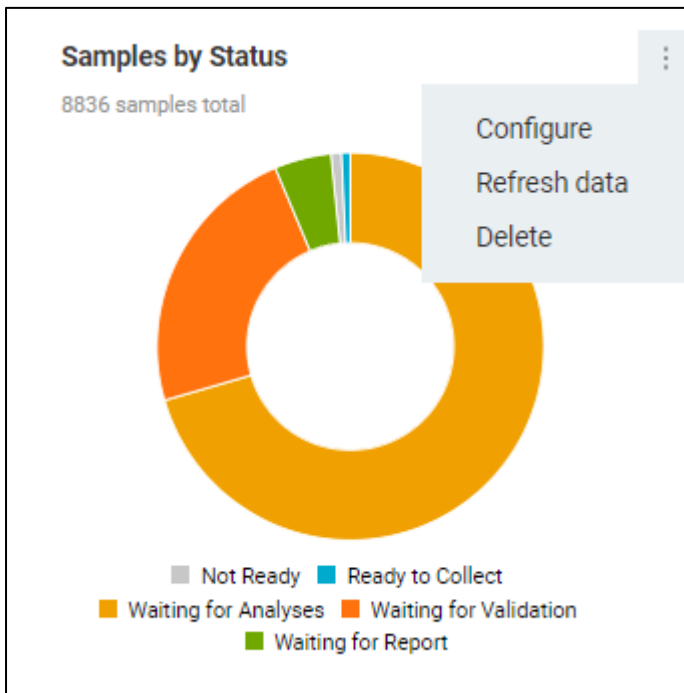 Samples by Status
8836 samples total
Configure
Refresh data
Delete
Not Ready Ready to Collect
Waiting for Analyses Waiting for Validation
Waiting for Report